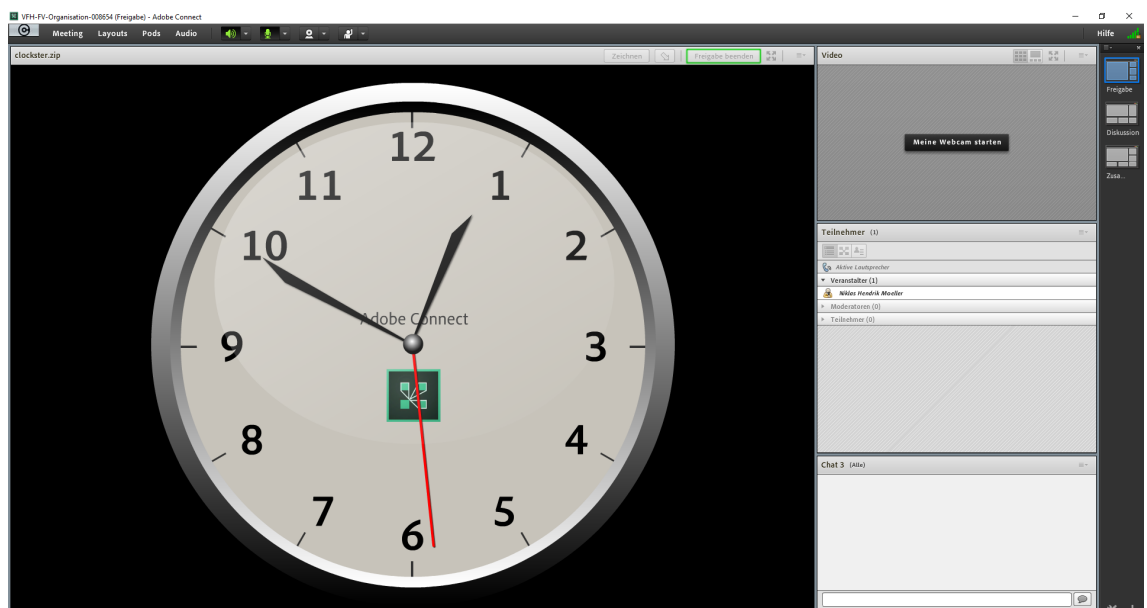 VFH-FV-Organisation-008654 (Freigabe) - Adobe Connect
Meeting Layouts Pods Audio
Hilfe
clockster.zip
Zeichnen
Freigabe beenden
12
1
2
3
4
5
6
7
8
9
10
11
Adobe Connect
Video
Meine Webcam starten
Teilnehmer (1)
Aktive Lautsprecher
Veranstalter (1)
Niklas Hendrik Moeller
Moderatoren (0)
Teilnehmer (0)
Chat 3 (Alle)
Freigabe
Diskussion
Zusa...